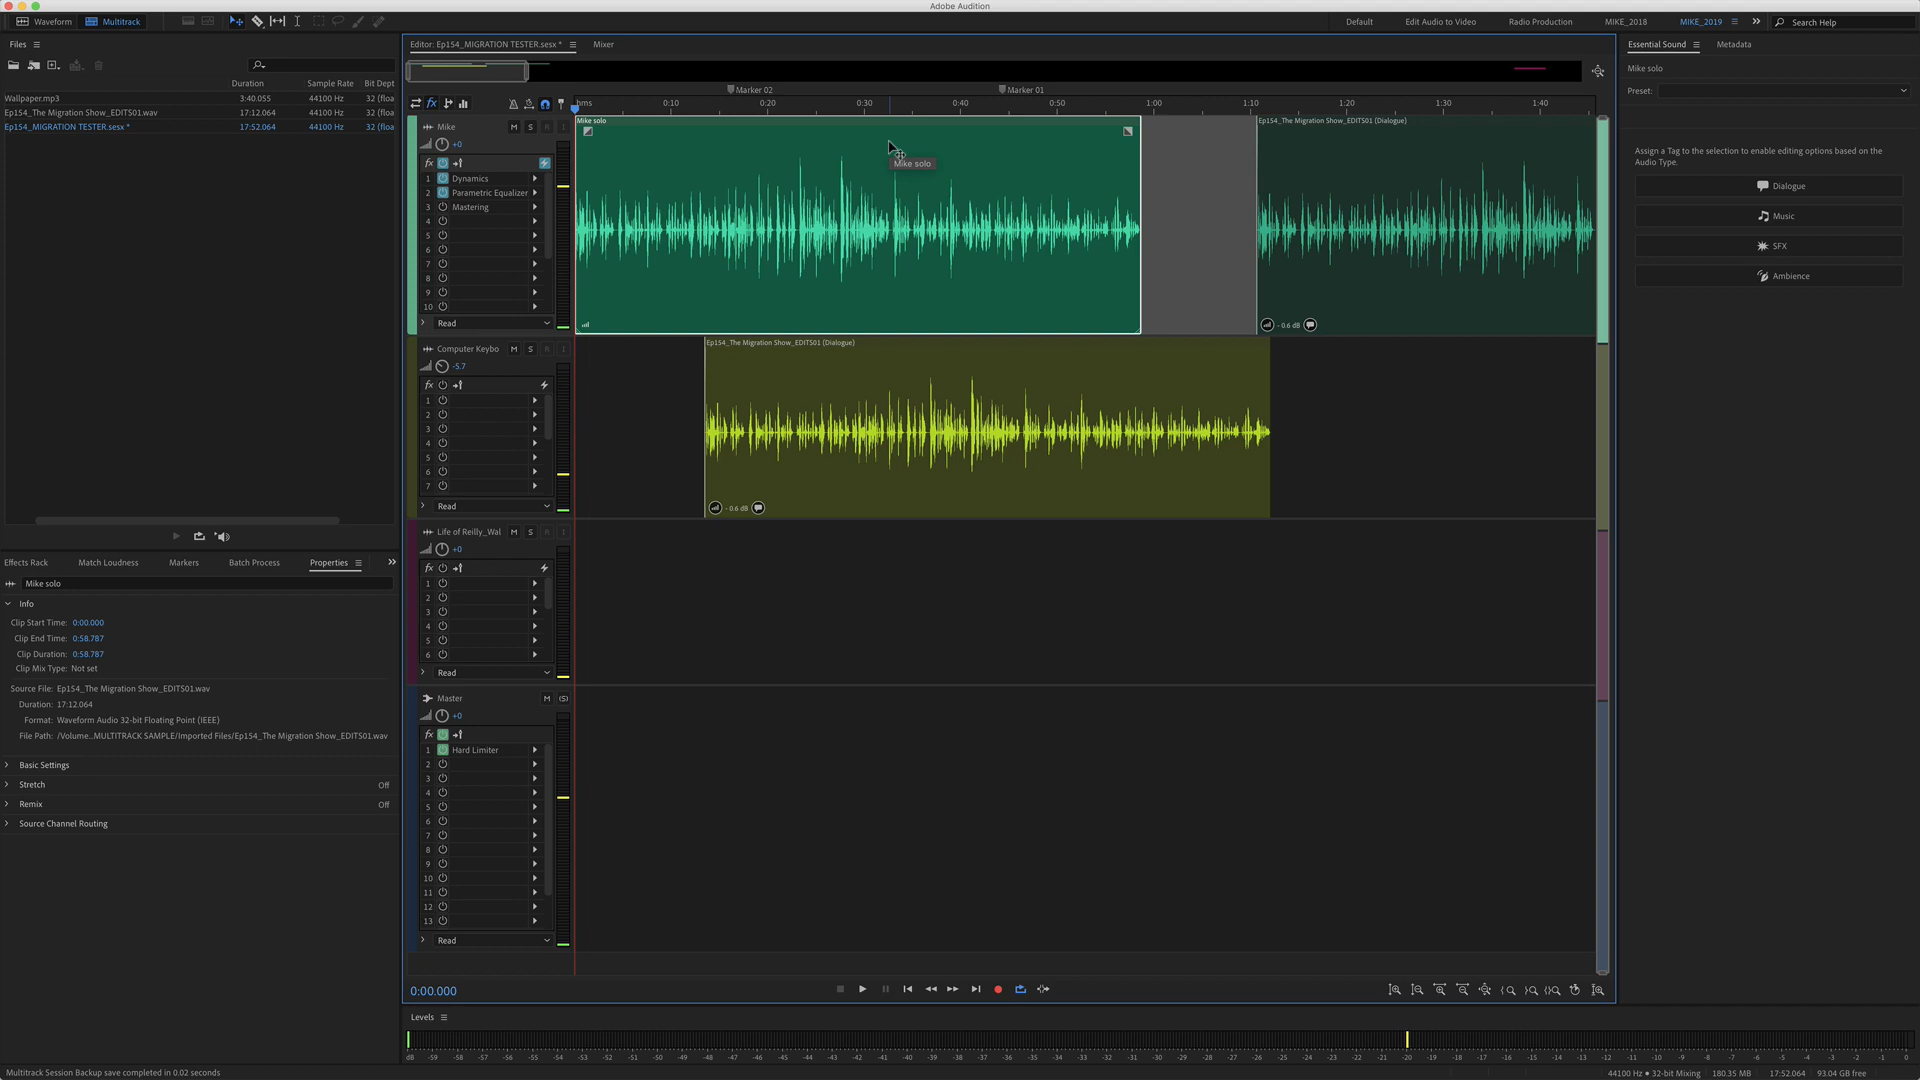 Adobe Audition
Waveform
Multitrack
Default
Edit Audio to Video
Radio Production
MIKE_2018
MIKE_2019
Search Help
Files
Duration
Sample Rate
Bit Dept
Wallpaper.mp3 3:40.055 44100 Hz 32 (floa
Ep154_The Migration Show_EDITS01.wav 17:12.064 44100 Hz 32 (floa
Ep154_MIGRATION TESTER.sesx * 17:52.064 44100 Hz 32 (floa
Effects Rack
Match Loudness
Markers
Batch Process
Properties
Mike solo
Info
Clip Start Time: 0:00.000
Clip End Time: 0:58.787
Clip Duration: 0:58.787
Clip Mix Type: Not set
Source File: Ep154_The Migration Show_EDITS01.wav
Duration: 17:12.064
Format: Waveform Audio 32-bit Floating Point (IEEE)
File Path: /Volume...MULTITRACK SAMPLE/Imported Files/Ep154_The Migration Show_EDITS01.wav
Basic Settings
Stretch Off
Remix Off
Source Channel Routing
Editor: Ep154_MIGRATION TESTER.sesx *
Mixer
Marker 02
Marker 01
hms 0:10 0:20 0:30 0:40 0:50 1:00 1:10 1:20 1:30 1:40
fx
Mike M S R I
+0
fx
1 Dynamics
2 Parametric Equalizer
3 Mastering
4
5
6
7
8
9
10
Read
Mike solo
Mike solo
Ep154_The Migration Show_EDITS01 (Dialogue)
- 0.6 dB
Computer Keybo M S R I
-5.7
fx
1
2
3
4
5
6
7
Read
Ep154_The Migration Show_EDITS01 (Dialogue)
- 0.6 dB
Life of Reilly_Wal M S R I
+0
fx
1
2
3
4
5
6
Read
Master M (S)
+0
fx
1 Hard Limiter
2
3
4
5
6
7
8
9
10
11
12
13
Read
0:00.000
Levels
dB -59 -58 -57 -56 -55 -54 -53 -52 -51 -50 -49 -48 -47 -46 -45 -44 -43 -42 -41 -40 -39 -38 -37 -36 -35 -34 -33 -32 -31 -30 -29 -28 -27 -26 -25 -24 -23 -22 -21 -20 -19 -18 -17 -16 -15 -14 -13 -12 -11 -10 -9 -8 -7 -6 -5 -4 -3 -2 -1 0
Essential Sound
Metadata
Mike solo
Preset:
Assign a Tag to the selection to enable editing options based on the
Audio Type.
Dialogue
Music
SFX
Ambience
Multitrack Session Backup save completed in 0.02 seconds
44100 Hz • 32-bit Mixing 180.35 MB 17:52.064 93.04 GB free